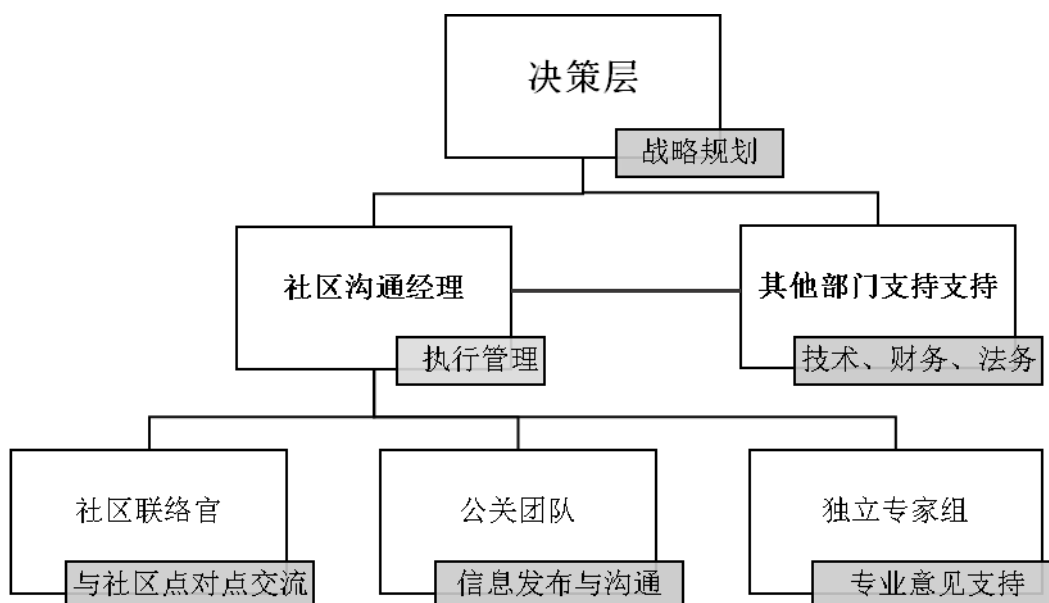 决策层
战略规划
社区沟通经理
执行管理
其他部门支持支持
技术、财务、法务
社区联络官
与社区点对点交流
公关团队
信息发布与沟通
独立专家组
专业意见支持